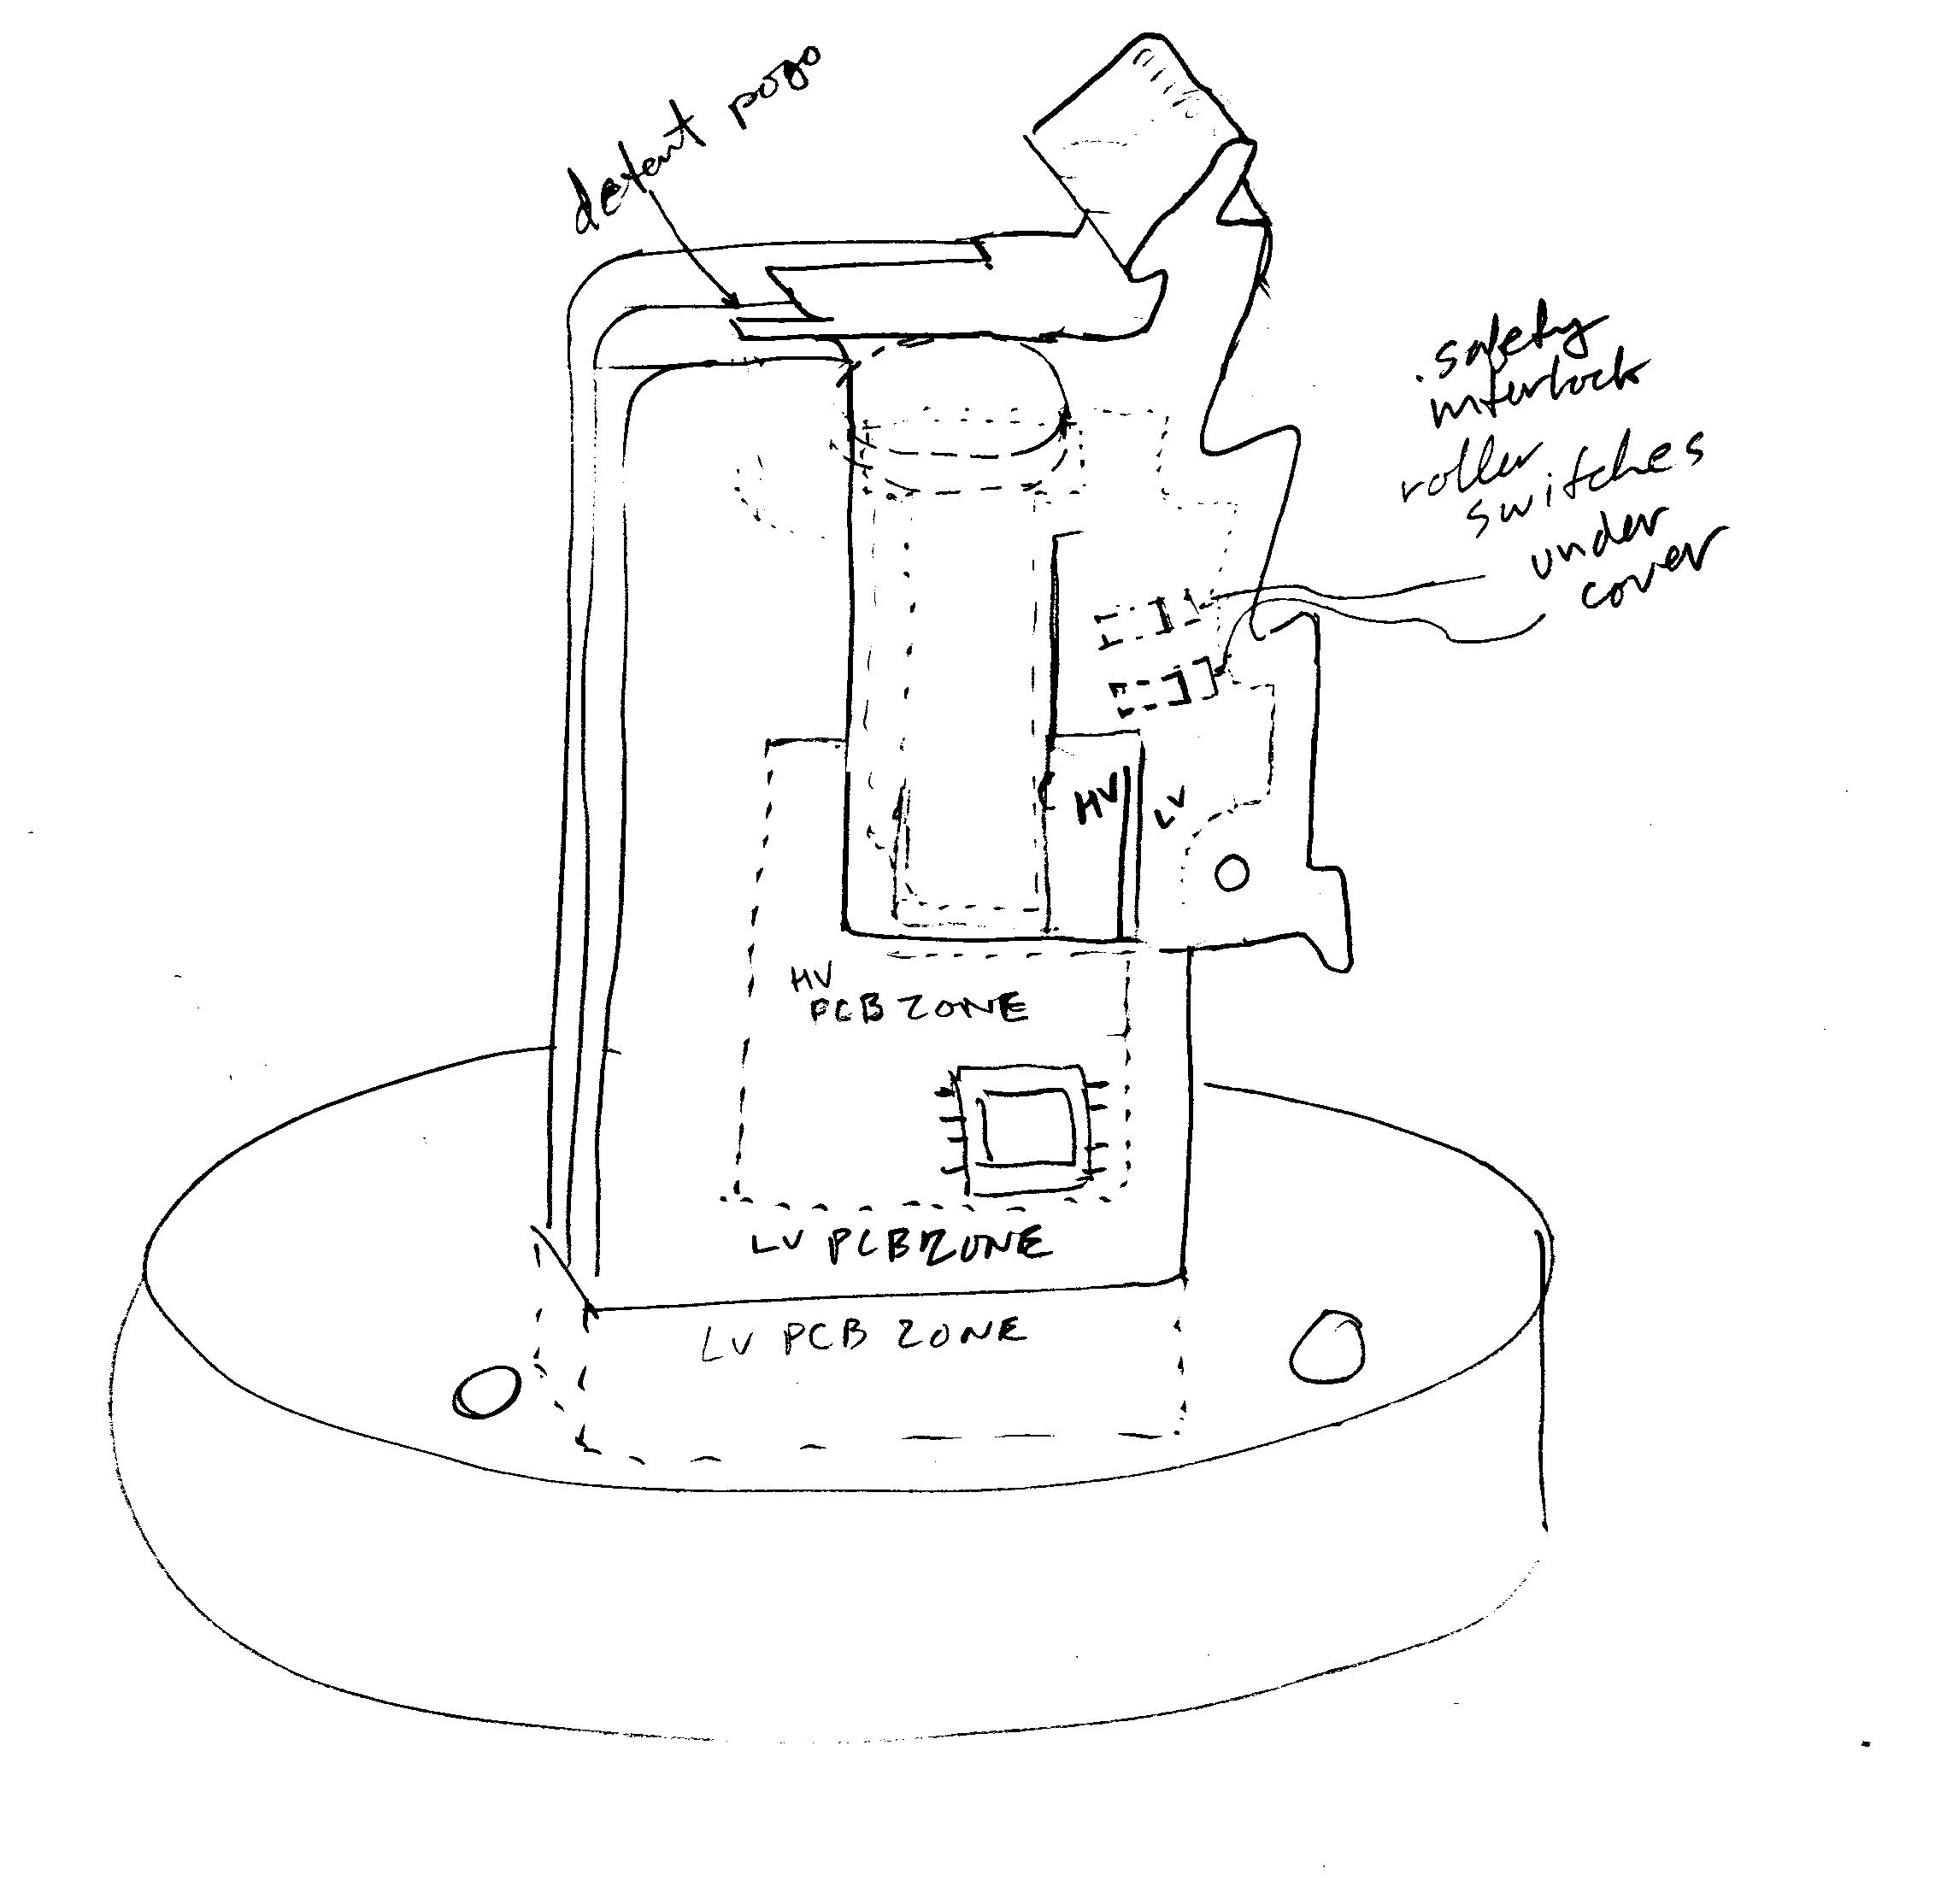 detent pogo
.safety
interlock
roller
switches
under
cover
HV
LV
HV
PCB ZONE
LV PCB ZONE
LV PCB ZONE